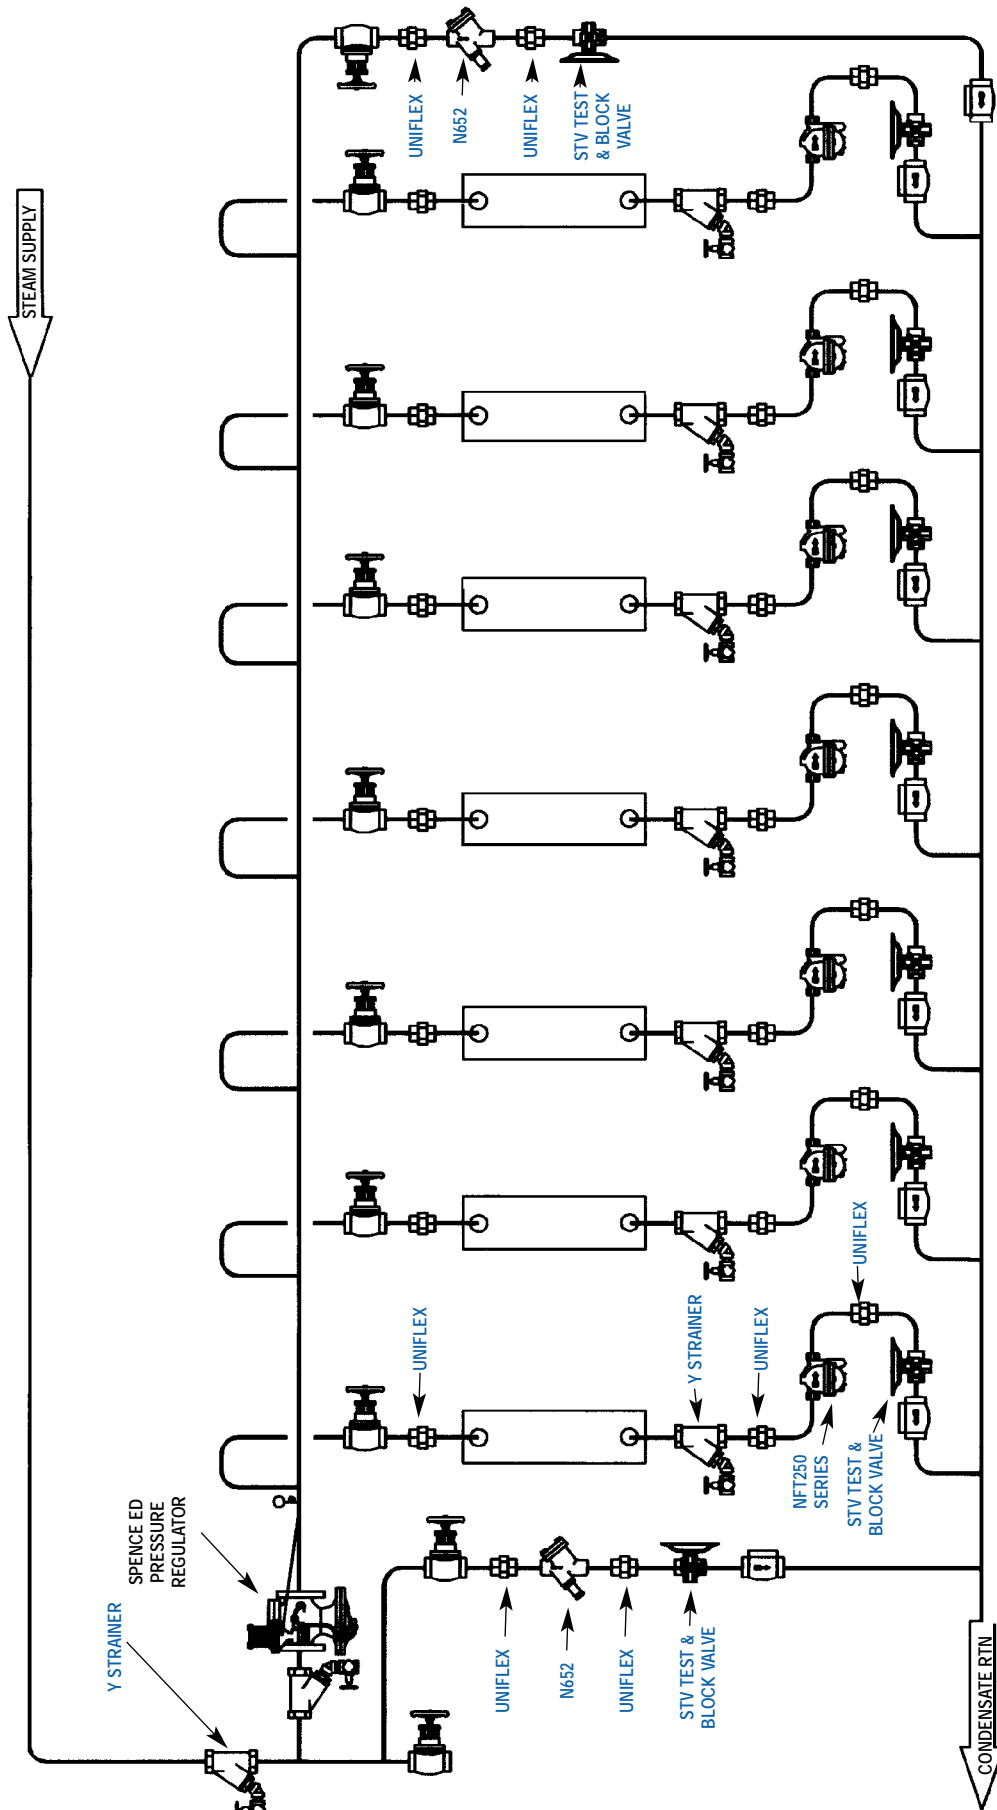 STEAM SUPPLY
UNIFLEX
N652
UNIFLEX
STV TEST
& BLOCK
VALVE
SPENCE ED
PRESSURE
REGULATOR
Y STRAINER
UNIFLEX
Y STRAINER
UNIFLEX
UNIFLEX
NFT250
SERIES
STV TEST &
BLOCK VALVE
UNIFLEX
N652
UNIFLEX
STV TEST &
BLOCK VALVE
CONDENSATE RTN